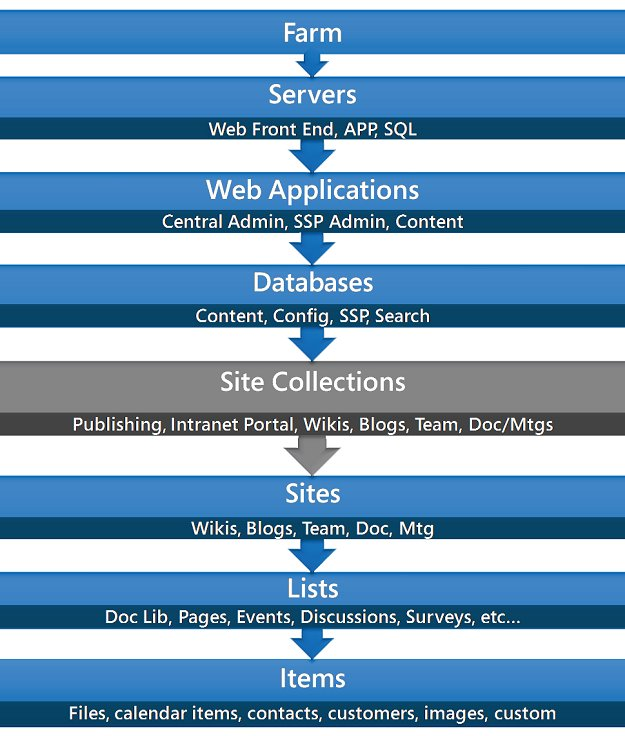 Farm
Servers
Web Front End, APP, SQL
Web Applications
Central Admin, SSP Admin, Content
Databases
Content, Config, SSP, Search
Site Collections
Publishing, Intranet Portal, Wikis, Blogs, Team, Doc/Mtgs
Sites
Wikis, Blogs, Team, Doc, Mtg
Lists
Doc Lib, Pages, Events, Discussions, Surveys, etc...
Items
Files, calendar items, contacts, customers, images, custom